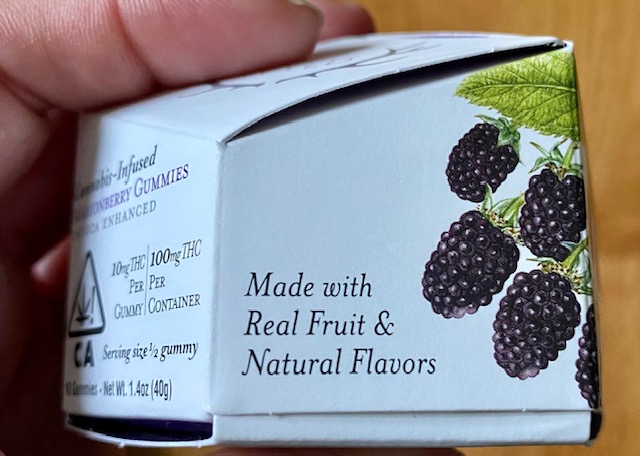 Cannabis-Infused
MARIONBERRY GUMMIES
INDICA ENHANCED
10mg THC
PER
GUMMY
100mg THC
PER
CONTAINER
CA
Serving size ½ gummy
10 Gummies • Net Wt. 1.4oz (40g)
Made with
Real Fruit &
Natural Flavors